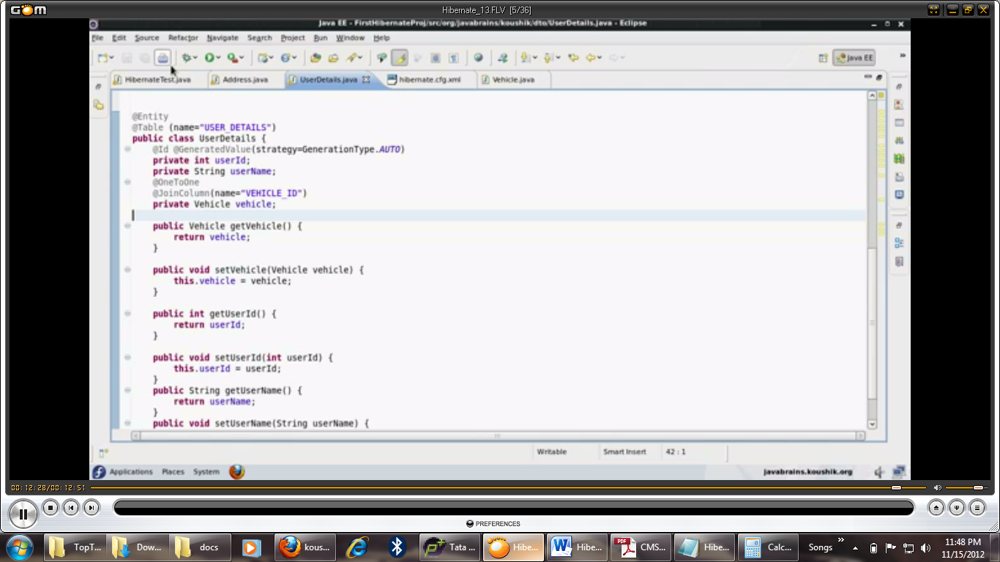 GOM
Hibernate_13.FLV [5/36]
Java EE - FirstHibernateProj/src/org/javabrains/koushik/dto/UserDetails.java - Eclipse
File Edit Source Refactor Navigate Search Project Run Window Help
Java EE
HibernateTest.java Address.java UserDetails.java hibernate.cfg.xml Vehicle.java
@Entity
@Table (name="USER_DETAILS")
public class UserDetails {
@Id @GeneratedValue(strategy=GenerationType.AUTO)
private int userId;
private String userName;
@OneToOne
@JoinColumn(name="VEHICLE_ID")
private Vehicle vehicle;
public Vehicle getVehicle() {
return vehicle;
}
public void setVehicle(Vehicle vehicle) {
this.vehicle = vehicle;
}
public int getUserId() {
return userId;
}
public void setUserId(int userId) {
this.userId = userId;
}
public String getUserName() {
return userName;
}
public void setUserName(String userName) {
Writable Smart Insert 42 : 1
Applications Places System javabrains.koushik.org
00:12:28/00:12:51
PREFERENCES
TopT... Dow... docs kous... Tata ... Hibe... Hibe... CMS... Hibe... Calc... Songs 11:48 PM
11/15/2012